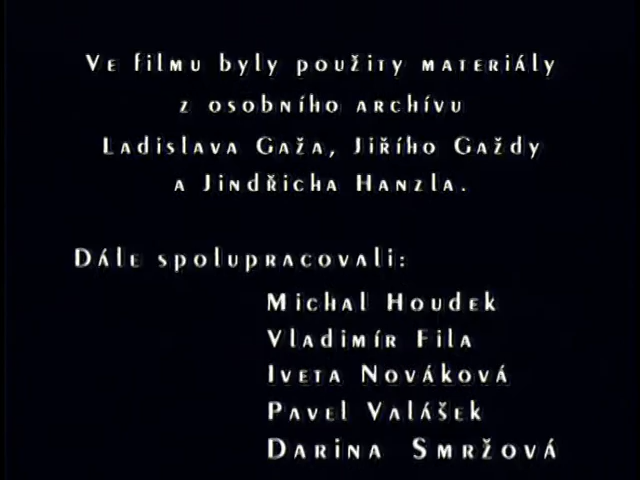 Ve filmu byly použity materiály
z osobního archívu
Ladislava Gaža, Jiřího Gaždy
a Jindřicha Hanzla.
Dále spolupracovali:
Michal Houdek
Vladimír Fila
Iveta Nováková
Pavel Valášek
Darina Smržová